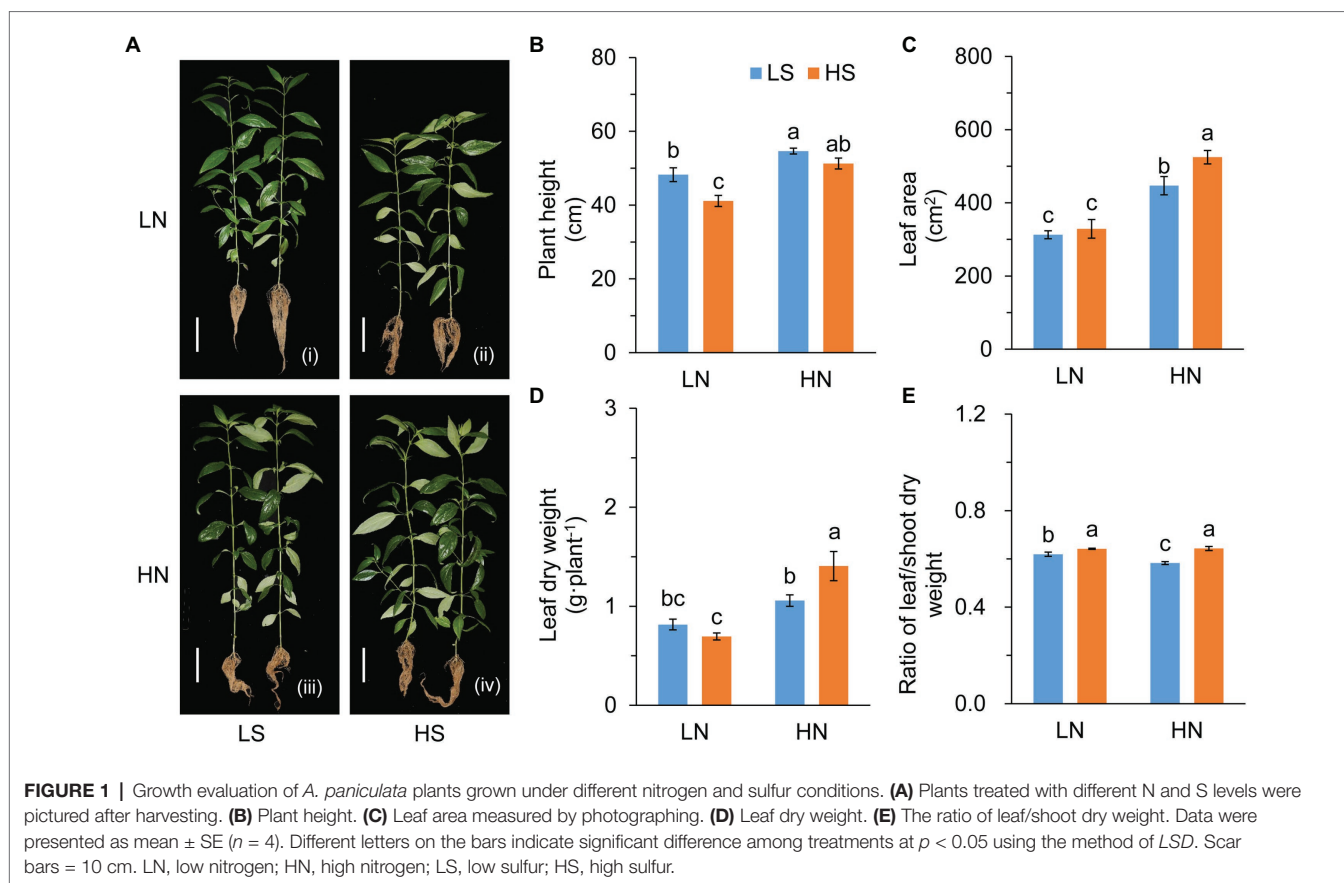 A
LN
(i)
(ii)
HN
(iii)
(iv)
LS
HS
B
Plant height
(cm)
80
60
40
20
0
LS
HS
b
c
a
ab
LN
HN
C
Leaf area
(cm²)
800
600
400
200
0
c
c
b
a
LN
HN
D
Leaf dry weight
(g·plant⁻¹)
3
2
1
0
bc
c
b
a
LN
HN
E
Ratio of leaf/shoot dry
weight
1.2
0.8
0.4
0.0
b
a
c
a
LN
HN
FIGURE 1 | Growth evaluation of A. paniculata plants grown under different nitrogen and sulfur conditions. (A) Plants treated with different N and S levels were
pictured after harvesting. (B) Plant height. (C) Leaf area measured by photographing. (D) Leaf dry weight. (E) The ratio of leaf/shoot dry weight. Data were
presented as mean ± SE (n = 4). Different letters on the bars indicate significant difference among treatments at p < 0.05 using the method of LSD. Scar
bars = 10 cm. LN, low nitrogen; HN, high nitrogen; LS, low sulfur; HS, high sulfur.